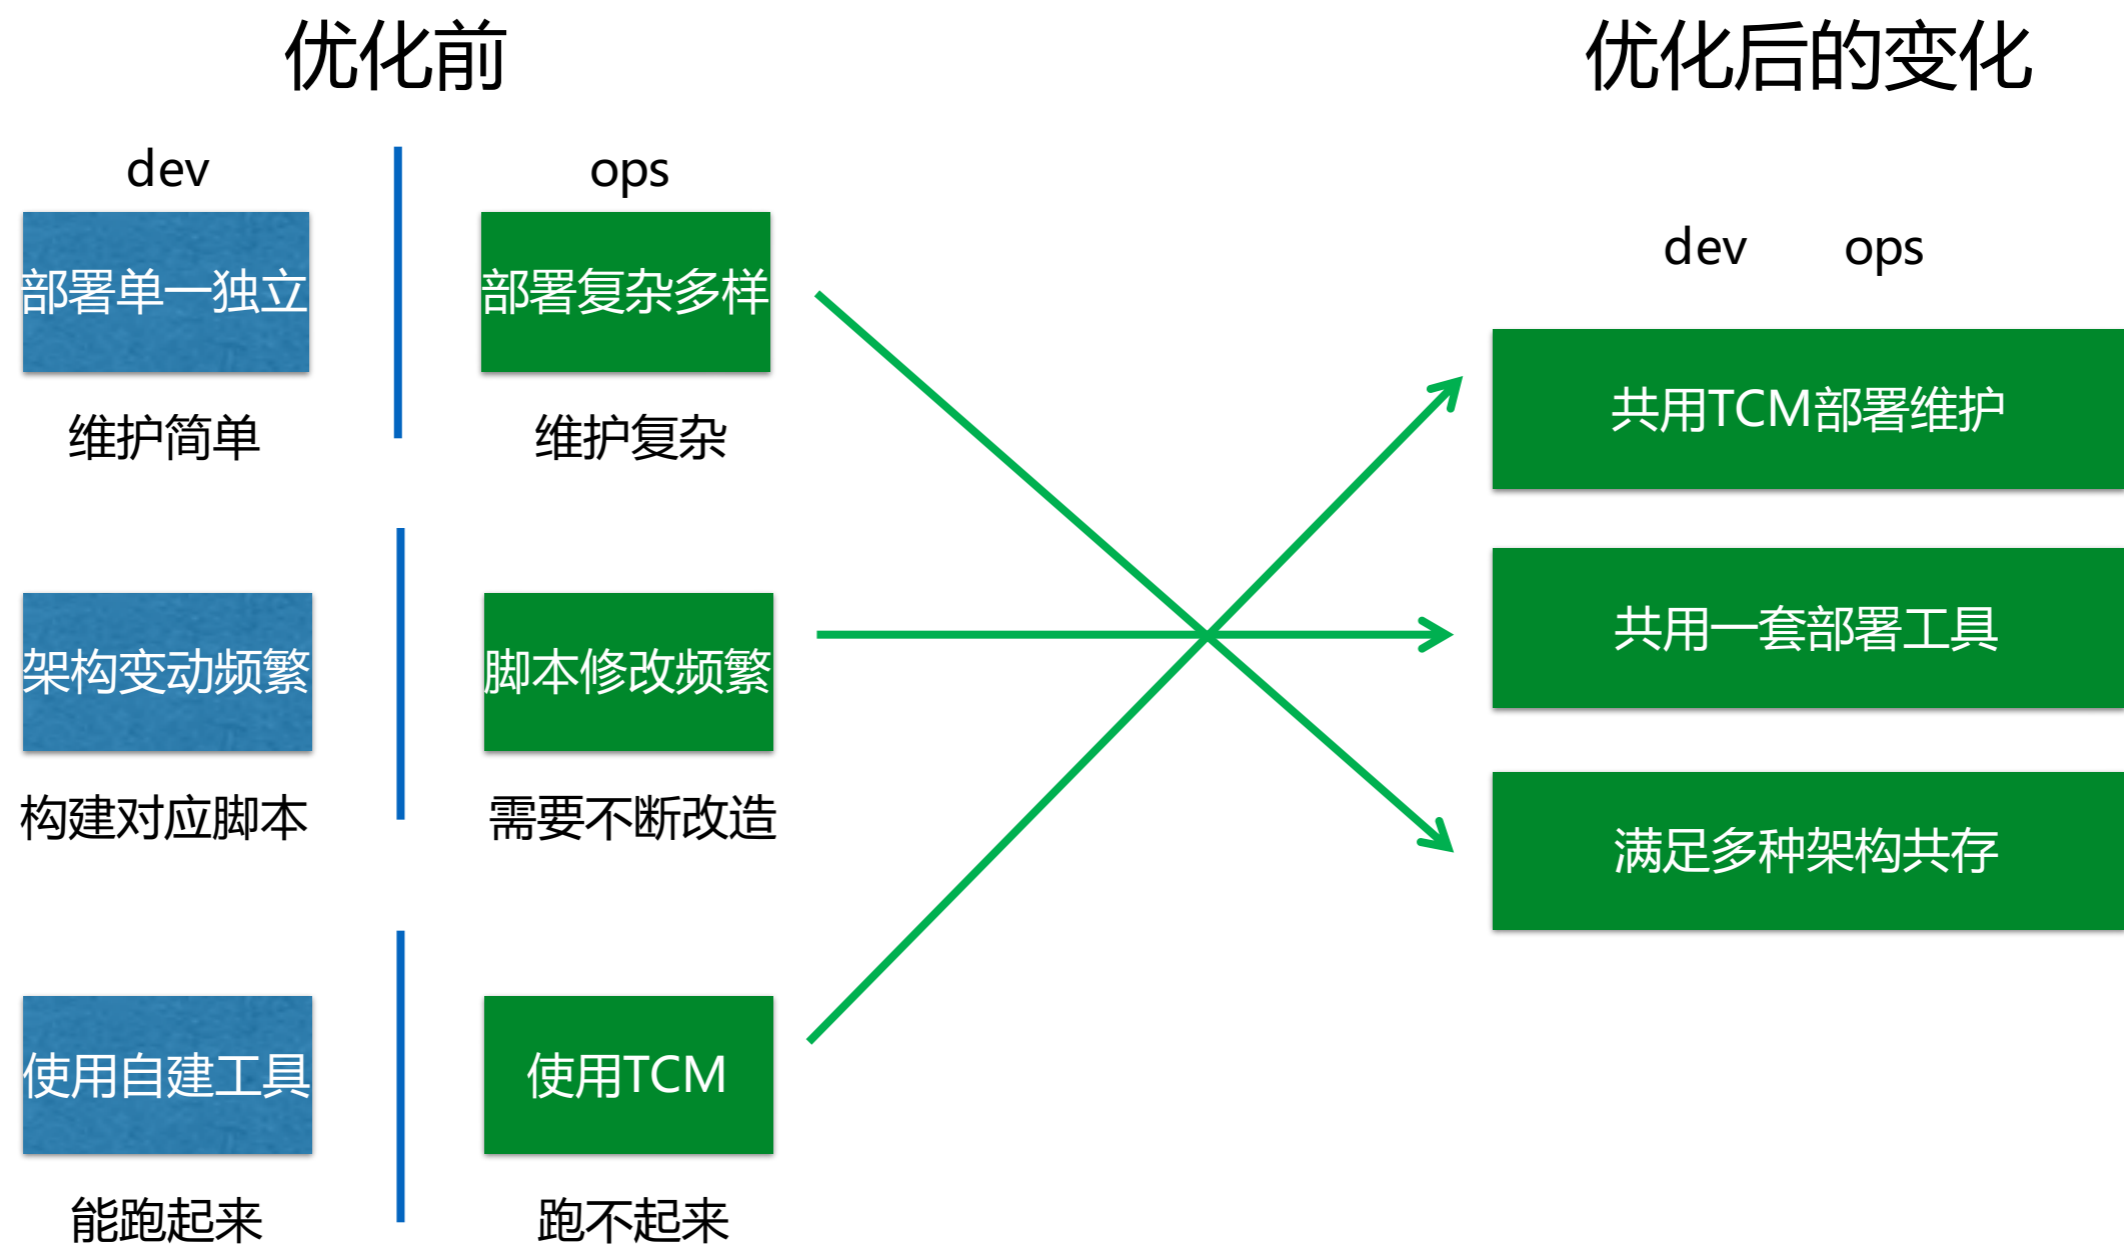 优化前
优化后的变化
dev
ops
部署单一独立
部署复杂多样
维护简单
维护复杂
架构变动频繁
脚本修改频繁
构建对应脚本
需要不断改造
使用自建工具
使用TCM
能跑起来
跑不起来
dev ops
共用TCM部署维护
共用一套部署工具
满足多种架构共存